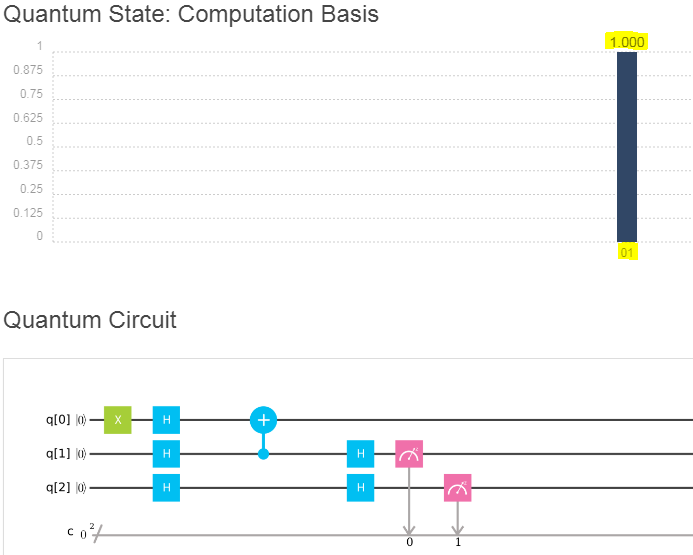 Quantum State: Computation Basis
1.000
1
0.875
0.75
0.625
0.5
0.375
0.25
0.125
0
01
Quantum Circuit
q[0] |0⟩ X H +
q[1] |0⟩ H H
q[2] |0⟩ H H
c 0 2
0 1